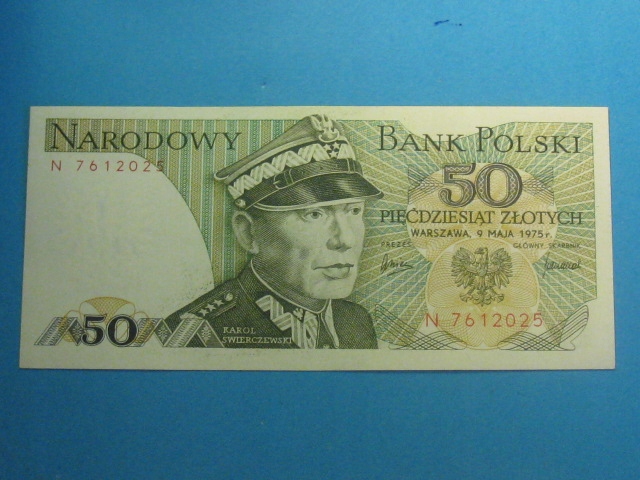 NARODOWY BANK POLSKI
N 7612025
50
PIĘĆDZIESIĄT ZŁOTYCH
WARSZAWA, 9 MAJA 1975 r.
PREZES GŁÓWNY SKARBNIK
N 7612025
50
KAROL
ŚWIERCZEWSKI